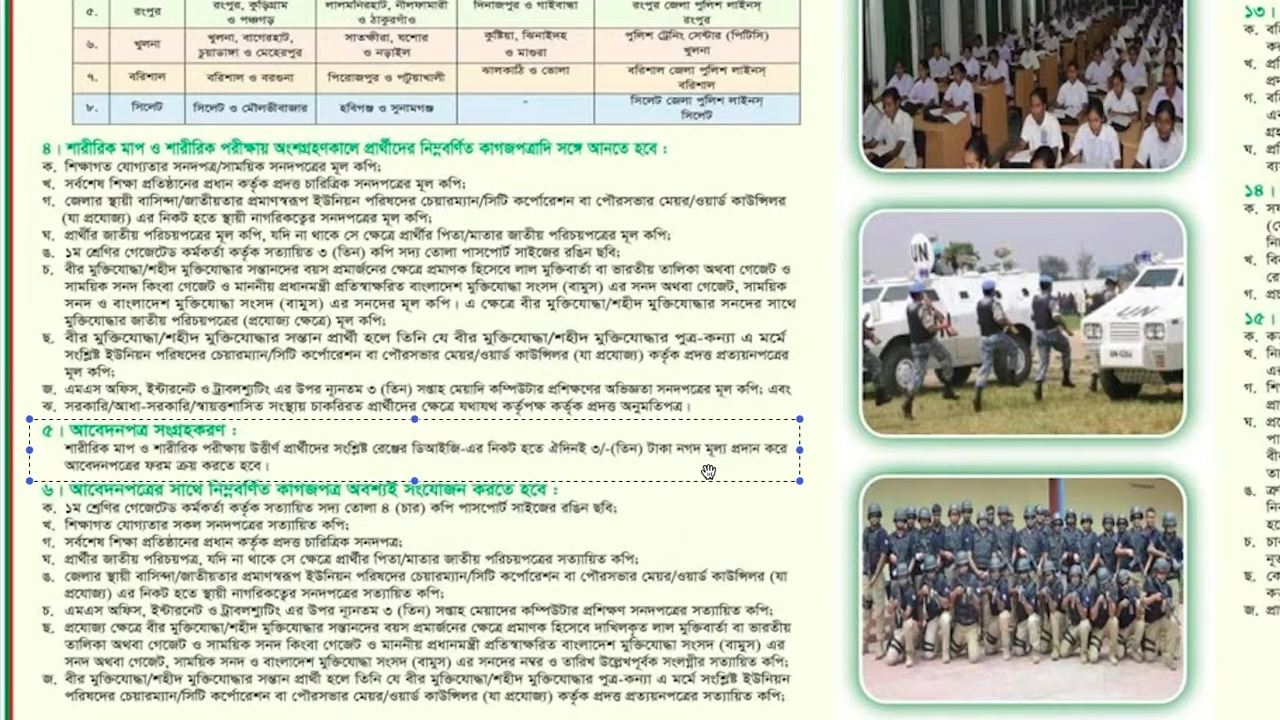 ৫. রংপুর রংপুর, কুড়িগ্রাম ও পঞ্চগড় লালমনিরহাট, নীলফামারী ও ঠাকুরগাঁও দিনাজপুর ও গাইবান্ধা রংপুর জেলা পুলিশ লাইনস্ রংপুর
৬. খুলনা খুলনা, বাগেরহাট, চুয়াডাঙ্গা ও মেহেরপুর সাতক্ষীরা, যশোর ও নড়াইল কুষ্টিয়া, ঝিনাইদহ ও মাগুরা পুলিশ ট্রেনিং সেন্টার (পিটিসি) খুলনা
৭. বরিশাল বরিশাল ও বরগুনা পিরোজপুর ও পটুয়াখালী ঝালকাঠি ও ভোলা বরিশাল জেলা পুলিশ লাইনস্ বরিশাল
৮. সিলেট সিলেট ও মৌলভীবাজার হবিগঞ্জ ও সুনামগঞ্জ - সিলেট জেলা পুলিশ লাইনস্ সিলেট
৪। শারীরিক মাপ ও শারীরিক পরীক্ষায় অংশগ্রহণকালে প্রার্থীদের নিম্নবর্ণিত কাগজপত্রাদি সঙ্গে আনতে হবে :
ক. শিক্ষাগত যোগ্যতার সনদপত্র/সাময়িক সনদপত্রের মূল কপি;
খ. সর্বশেষ শিক্ষা প্রতিষ্ঠানের প্রধান কর্তৃক প্রদত্ত চারিত্রিক সনদপত্রের মূল কপি;
গ. জেলার স্থায়ী বাসিন্দা/জাতীয়তার প্রমাণস্বরূপ ইউনিয়ন পরিষদের চেয়ারম্যান/সিটি কর্পোরেশন বা পৌরসভার মেয়র/ওয়ার্ড কাউন্সিলর
(যা প্রযোজ্য) এর নিকট হতে স্থায়ী নাগরিকত্বের সনদপত্রের মূল কপি;
ঘ. প্রার্থীর জাতীয় পরিচয়পত্রের মূল কপি, যদি না থাকে সে ক্ষেত্রে প্রার্থীর পিতা/মাতার জাতীয় পরিচয়পত্রের মূল কপি;
ঙ. ১ম শ্রেণির গেজেটেড কর্মকর্তা কর্তৃক সত্যায়িত ৩ (তিন) কপি সদ্য তোলা পাসপোর্ট সাইজের রঙিন ছবি;
চ. বীর মুক্তিযোদ্ধা/শহীদ মুক্তিযোদ্ধার সন্তানদের বয়স প্রমার্জনের ক্ষেত্রে প্রমাণক হিসেবে লাল মুক্তিবার্তা বা ভারতীয় তালিকা অথবা গেজেট ও
সাময়িক সনদ কিংবা গেজেট ও মাননীয় প্রধানমন্ত্রী প্রতিস্বাক্ষরিত বাংলাদেশ মুক্তিযোদ্ধা সংসদ (বামুস) এর সনদ অথবা গেজেট, সাময়িক
সনদ ও বাংলাদেশ মুক্তিযোদ্ধা সংসদ (বামুস) এর সনদের মূল কপি। এ ক্ষেত্রে বীর মুক্তিযোদ্ধা/শহীদ মুক্তিযোদ্ধার সনদের সাথে
মুক্তিযোদ্ধার জাতীয় পরিচয়পত্রের (প্রযোজ্য ক্ষেত্রে) মূল কপি;
ছ. বীর মুক্তিযোদ্ধা/শহীদ মুক্তিযোদ্ধার সন্তান প্রার্থী হলে তিনি যে বীর মুক্তিযোদ্ধা/শহীদ মুক্তিযোদ্ধার পুত্র-কন্যা এ মর্মে
সংশ্লিষ্ট ইউনিয়ন পরিষদের চেয়ারম্যান/সিটি কর্পোরেশন বা পৌরসভার মেয়র/ওয়ার্ড কাউন্সিলর (যা প্রযোজ্য) কর্তৃক প্রদত্ত প্রত্যয়নপত্রের
মূল কপি;
জ. এমএস অফিস, ইন্টারনেট ও ট্রাবলশ্যুটিং এর উপর ন্যূনতম ৩ (তিন) সপ্তাহ মেয়াদি কম্পিউটার প্রশিক্ষণের অভিজ্ঞতা সনদপত্রের মূল কপি; এবং
ঝ. সরকারি/আধা-সরকারি/স্বায়ত্তশাসিত সংস্থায় চাকরিরত প্রার্থীদের ক্ষেত্রে যথাযথ কর্তৃপক্ষ কর্তৃক প্রদত্ত অনুমতিপত্র।
৫। আবেদনপত্র সংগ্রহকরণ :
শারীরিক মাপ ও শারীরিক পরীক্ষায় উত্তীর্ণ প্রার্থীদের সংশ্লিষ্ট রেঞ্জের ডিআইজি-এর নিকট হতে ঐদিনই ৩/-(তিন) টাকা নগদ মূল্য প্রদান করে
আবেদনপত্রের ফরম ক্রয় করতে হবে।
৬। আবেদনপত্রের সাথে নিম্নবর্ণিত কাগজপত্র অবশ্যই সংযোজন করতে হবে :
ক. ১ম শ্রেণির গেজেটেড কর্মকর্তা কর্তৃক সত্যায়িত সদ্য তোলা ৪ (চার) কপি পাসপোর্ট সাইজের রঙিন ছবি;
খ. শিক্ষাগত যোগ্যতার সকল সনদপত্রের সত্যায়িত কপি;
গ. সর্বশেষ শিক্ষা প্রতিষ্ঠানের প্রধান কর্তৃক প্রদত্ত চারিত্রিক সনদপত্র;
ঘ. প্রার্থীর জাতীয় পরিচয়পত্র, যদি না থাকে সে ক্ষেত্রে প্রার্থীর পিতা/মাতার জাতীয় পরিচয়পত্রের সত্যায়িত কপি;
ঙ. জেলার স্থায়ী বাসিন্দা/জাতীয়তার প্রমাণস্বরূপ ইউনিয়ন পরিষদের চেয়ারম্যান/সিটি কর্পোরেশন বা পৌরসভার মেয়র/ওয়ার্ড কাউন্সিলর (যা
প্রযোজ্য) এর নিকট হতে স্থায়ী নাগরিকত্বের সনদপত্রের সত্যায়িত কপি;
চ. এমএস অফিস, ইন্টারনেট ও ট্রাবলশ্যুটিং এর উপর ন্যূনতম ৩ (তিন) সপ্তাহ মেয়াদের কম্পিউটার প্রশিক্ষণ সনদপত্রের সত্যায়িত কপি;
ছ. প্রযোজ্য ক্ষেত্রে বীর মুক্তিযোদ্ধা/শহীদ মুক্তিযোদ্ধার সন্তানদের বয়স প্রমার্জনের ক্ষেত্রে প্রমাণক হিসেবে দাখিলকৃত লাল মুক্তিবার্তা বা ভারতীয়
তালিকা অথবা গেজেট ও সাময়িক সনদ কিংবা গেজেট ও মাননীয় প্রধানমন্ত্রী প্রতিস্বাক্ষরিত বাংলাদেশ মুক্তিযোদ্ধা সংসদ (বামুস) এর
সনদ অথবা গেজেট, সাময়িক সনদ ও বাংলাদেশ মুক্তিযোদ্ধা সংসদ (বামুস) এর সনদের নম্বর ও তারিখ উল্লেখপূর্বক সংলগ্নীর সত্যায়িত কপি;
জ. বীর মুক্তিযোদ্ধা/শহীদ মুক্তিযোদ্ধার সন্তান প্রার্থী হলে তিনি যে বীর মুক্তিযোদ্ধা/শহীদ মুক্তিযোদ্ধার পুত্র-কন্যা এ মর্মে সংশ্লিষ্ট ইউনিয়ন
পরিষদের চেয়ারম্যান/সিটি কর্পোরেশন বা পৌরসভার মেয়র/ওয়ার্ড কাউন্সিলর (যা প্রযোজ্য) কর্তৃক প্রদত্ত প্রত্যয়নপত্রের সত্যায়িত কপি;
UN
UN
১৩।
ক.
খ.
গ.
ঘ.
১৪।
ক.
খ.
গ.
১৫।
ক.
খ.
গ.
ঘ.
ঙ.
চ.
ছ.
জ.